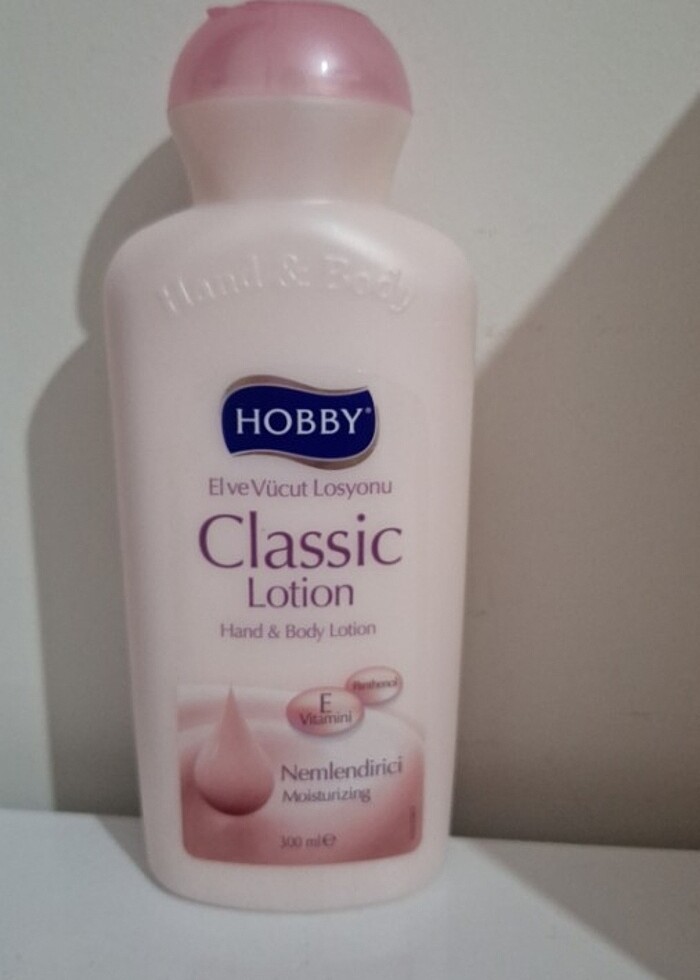 Hand & Body
HOBBY®
El ve Vücut Losyonu
Classic
Lotion
Hand & Body Lotion
Panthenol
E
Vitamini
Nemlendirici
Moisturizing
300 ml ℮